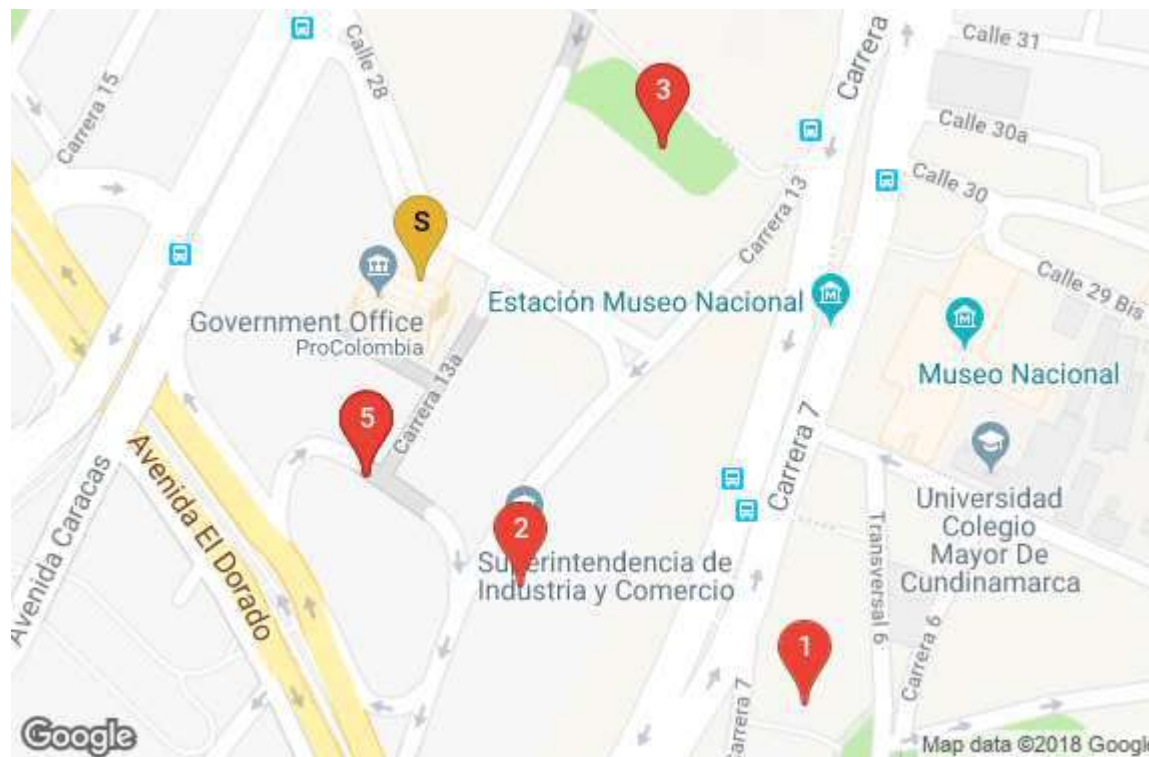 Calle 31
Carrera
Calle 28
Carrera 15
3
Calle 30a
Calle 30
Carrera 13
S
Calle 29 Bis
Estación Museo Nacional
Government Office
ProColombia
Museo Nacional
Carrera 13a
5
Avenida El Dorado
Avenida Caracas
Carrera 7
2
Superintendencia de
Industria y Comercio
Universidad
Colegio
Mayor De
Cundinamarca
Transversal 6
Carrera 6
1
Carrera 7
Google
Map data ©2018 Google